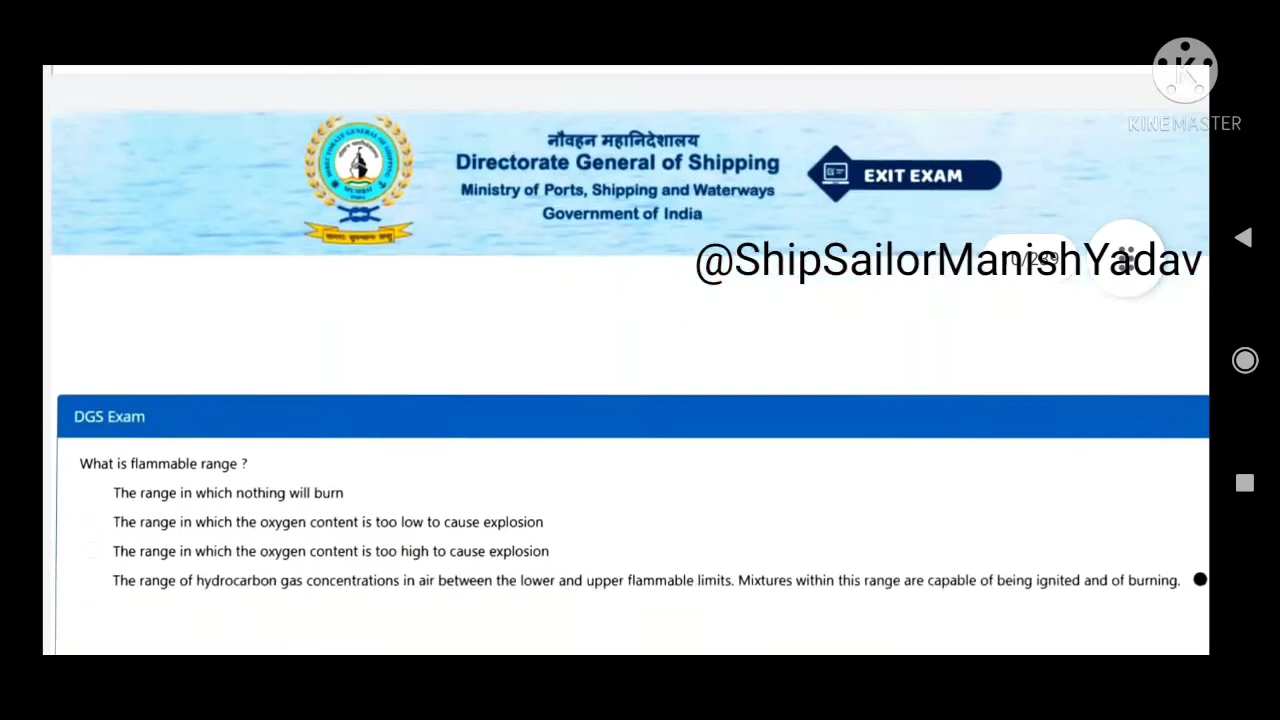 KINEMASTER
नौवहन महानिदेशालय
Directorate General of Shipping
Ministry of Ports, Shipping and Waterways
Government of India
EXIT EXAM
@ShipSailorManishYadav
DGS Exam
What is flammable range ?
The range in which nothing will burn
The range in which the oxygen content is too low to cause explosion
The range in which the oxygen content is too high to cause explosion
The range of hydrocarbon gas concentrations in air between the lower and upper flammable limits. Mixtures within this range are capable of being ignited and of burning.